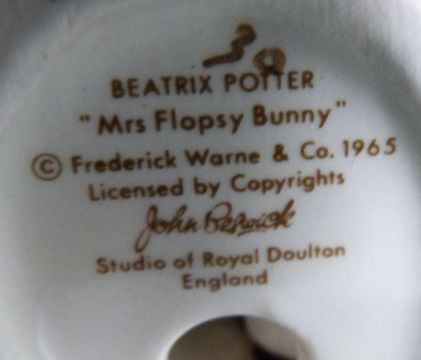 BEATRIX POTTER
"Mrs Flopsy Bunny"
© Frederick Warne & Co. 1965
Licensed by Copyrights
John Beswick
Studio of Royal Doulton
England